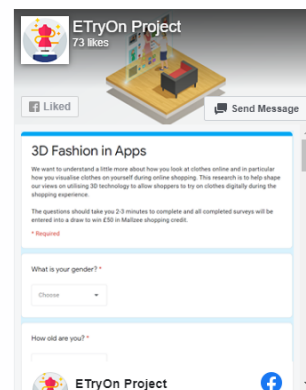 ETryOn Project
73 likes
Liked
Send Message
3D Fashion in Apps
We want to understand a little more about how you look at clothes online and in particular
how you visualise clothes on yourself during online shopping. This research is to help shape
our views on utilising 3D technology to allow shoppers to try on clothes digitally during the
shopping experience.
The questions should take you 2-3 minutes to complete and all completed surveys will be
entered into a draw to win £50 in Mallzee shopping credit.
* Required
What is your gender? *
Choose
How old are you? *
ETryOn Project